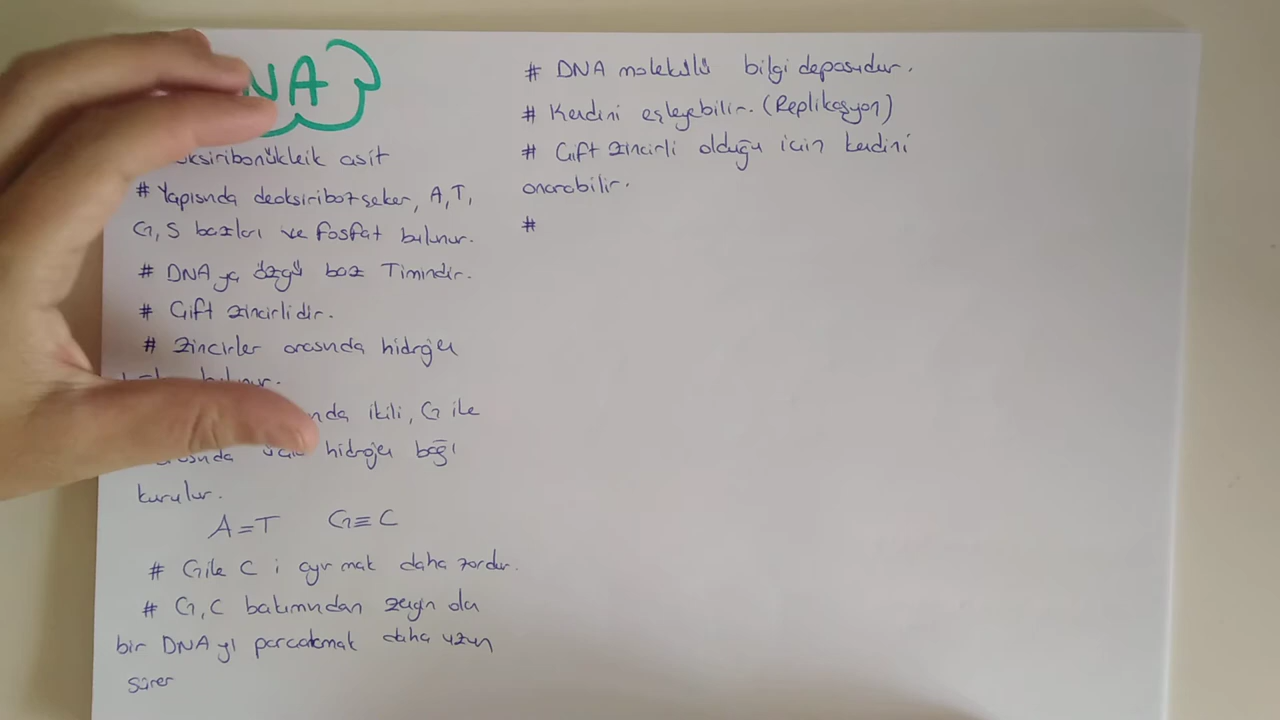 NA
ksiribonükleik asit
# Yapısında deoksiriboz şeker, A,T,
G, S bazları ve fosfat bulunur.
# DNA ya özgü baz Timindir.
# Çift zincirlidir.
# Zincirler arasında hidrojen
bulunur.
nda ikili, G ile
hidrojen bağı
kurulur.
A=T G≡C
# G ile C i ayırmak daha zordur.
# G, C bakımından zengin olan
bir DNA yı parçalamak daha uzun
sürer
# DNA molekülü bilgi deposudur.
# Kendini eşleyebilir. (Replikasyon)
# Çift zincirli olduğu için kendini
onarabilir.
#